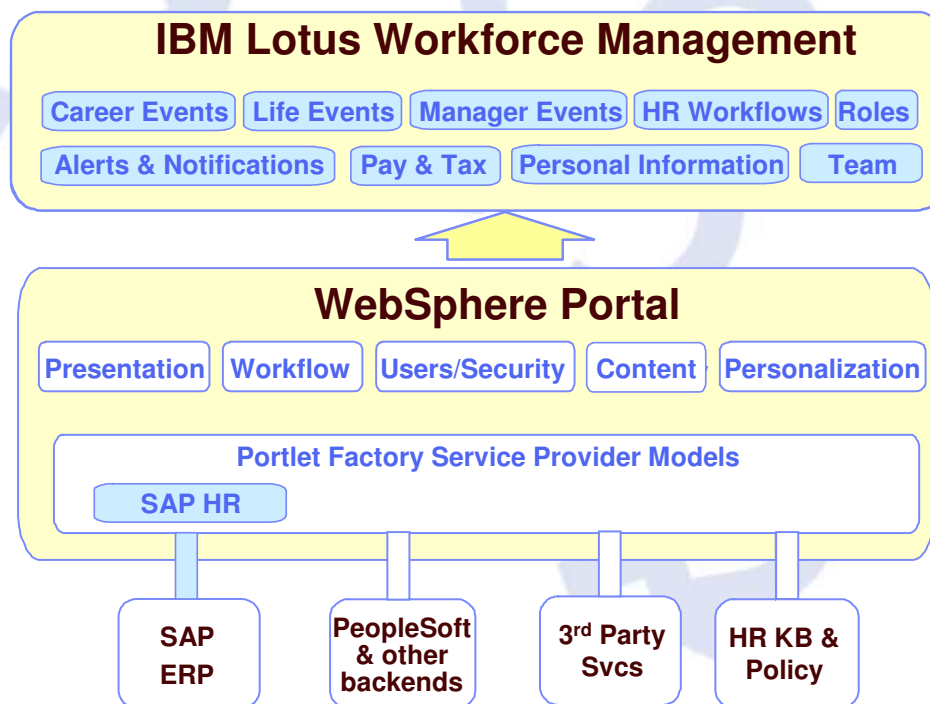 IBM Lotus Workforce Management
Career Events Life Events Manager Events HR Workflows Roles
Alerts & Notifications Pay & Tax Personal Information Team
WebSphere Portal
Presentation Workflow Users/Security Content Personalization
Portlet Factory Service Provider Models
SAP HR
SAP
ERP
PeopleSoft
& other
backends
3rd Party
Svcs
HR KB &
Policy